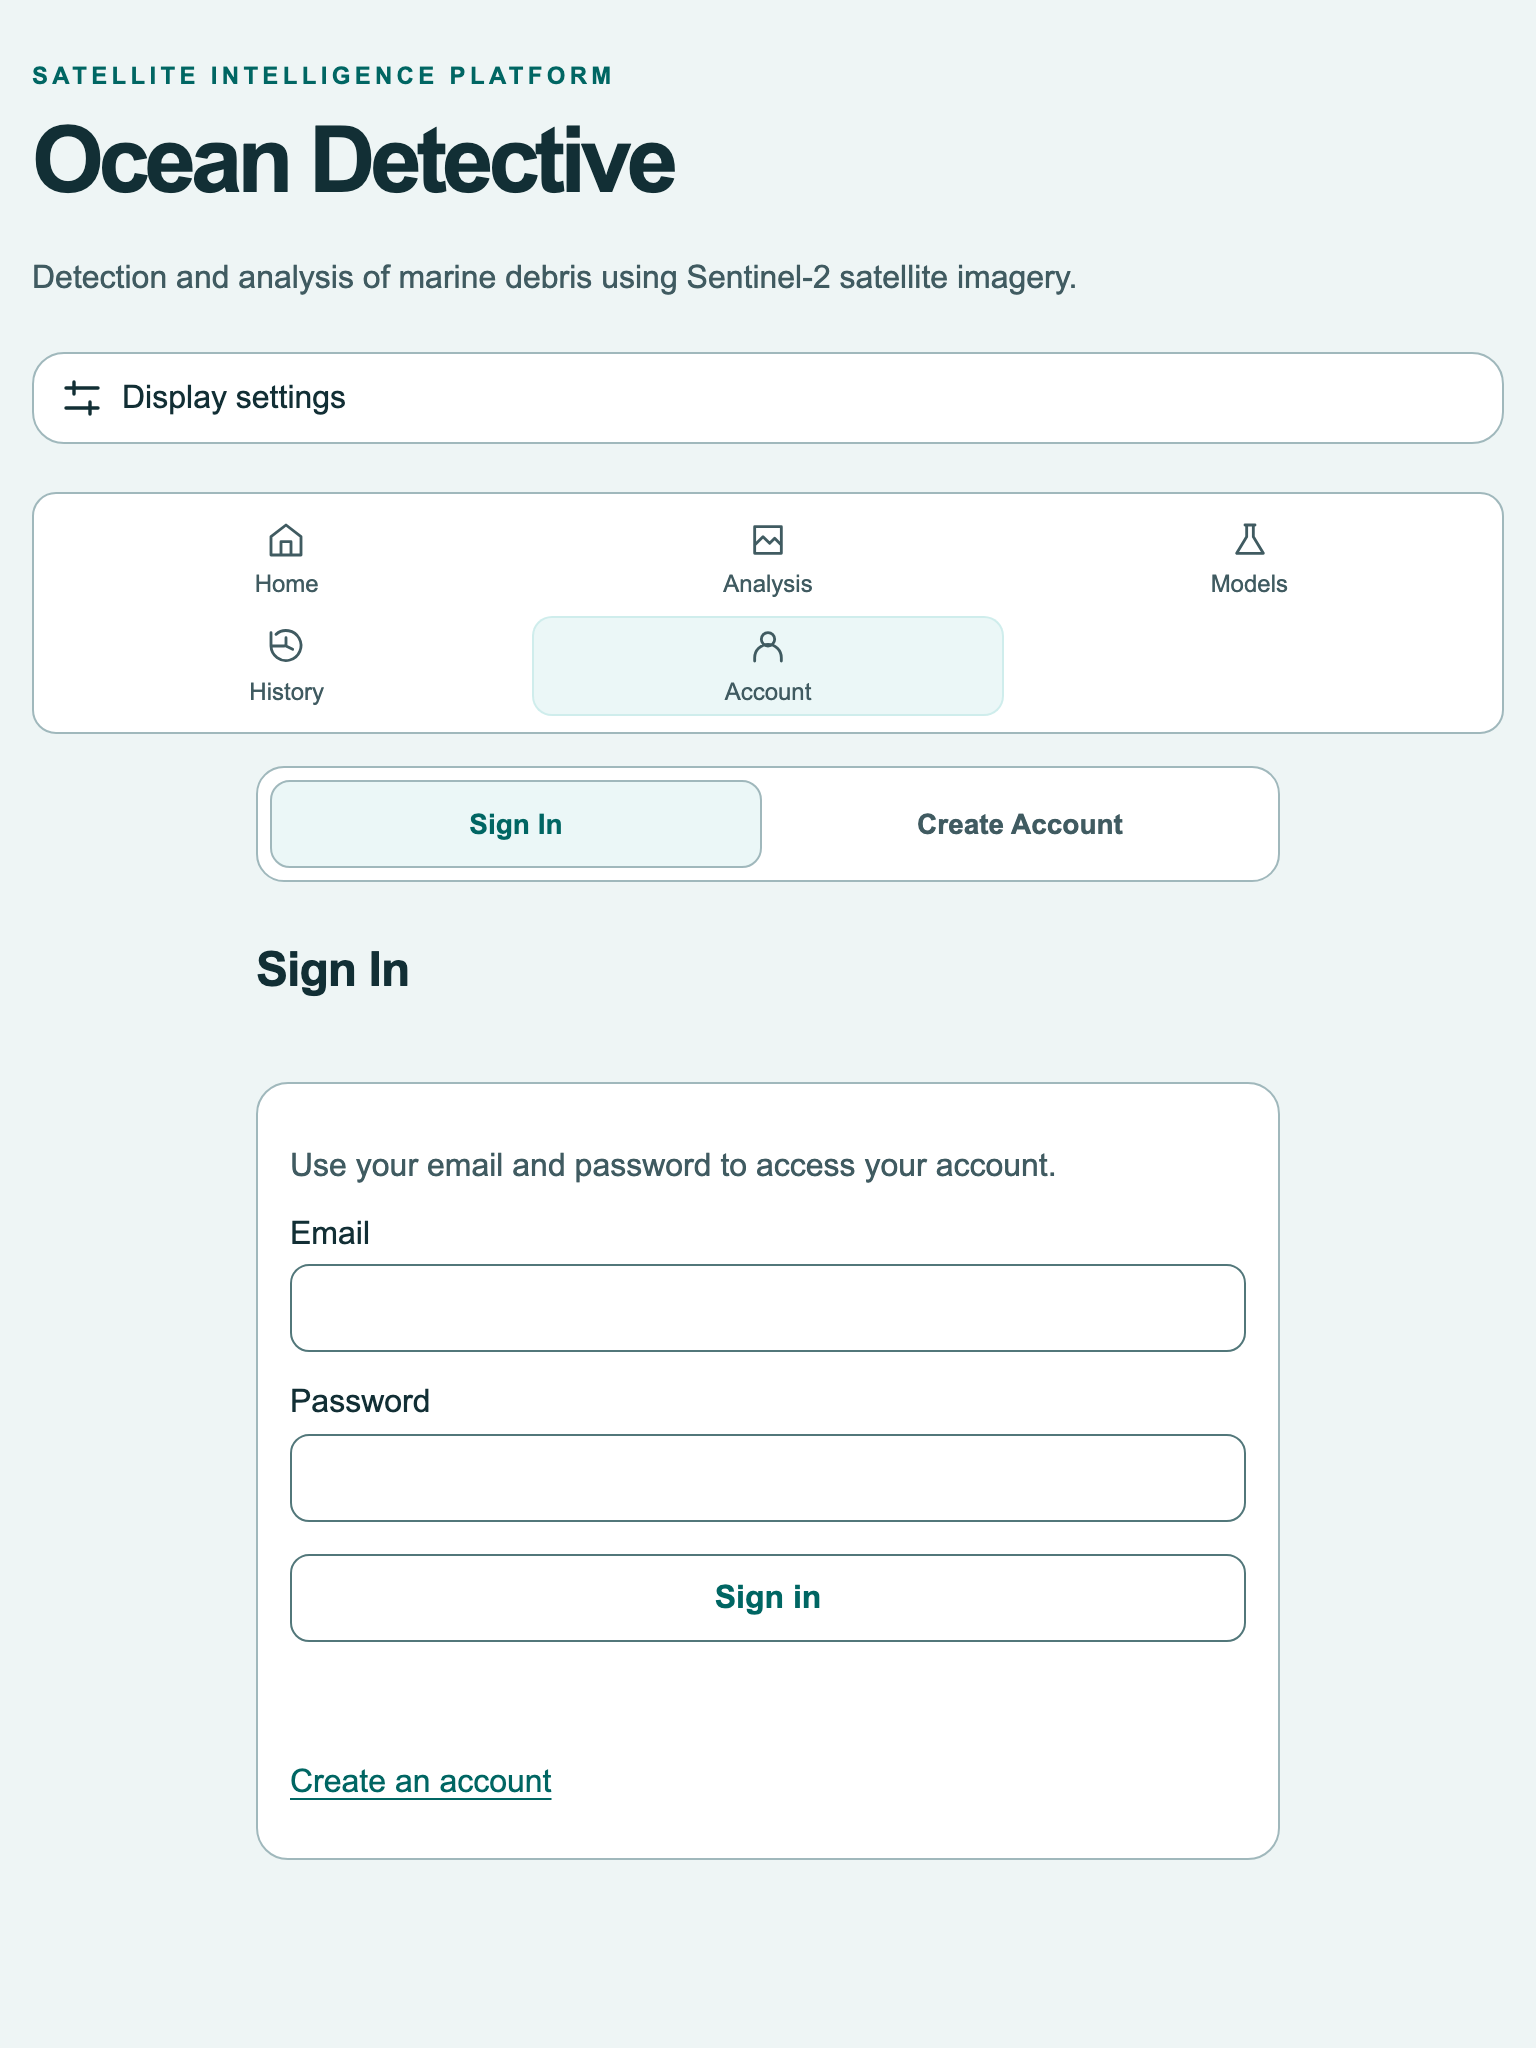 SATELLITE INTELLIGENCE PLATFORM
Ocean Detective
Detection and analysis of marine debris using Sentinel-2 satellite imagery.
Display settings
Home
Analysis
Models
History
Account
Sign In
Create Account
Sign In
Use your email and password to access your account.
Email
Password
Sign in
Create an account